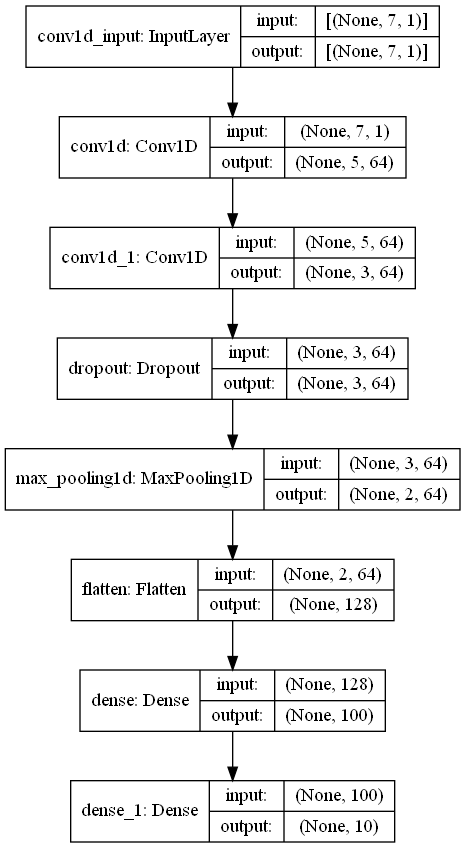 conv1d_input: InputLayer
input: [(None, 7, 1)]
output: [(None, 7, 1)]
conv1d: Conv1D
input: (None, 7, 1)
output: (None, 5, 64)
conv1d_1: Conv1D
input: (None, 5, 64)
output: (None, 3, 64)
dropout: Dropout
input: (None, 3, 64)
output: (None, 3, 64)
max_pooling1d: MaxPooling1D
input: (None, 3, 64)
output: (None, 2, 64)
flatten: Flatten
input: (None, 2, 64)
output: (None, 128)
dense: Dense
input: (None, 128)
output: (None, 100)
dense_1: Dense
input: (None, 100)
output: (None, 10)